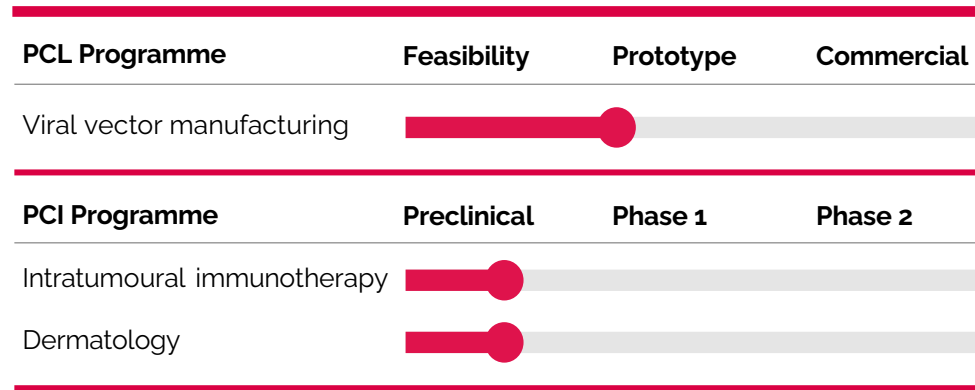 PCL Programme Feasibility Prototype Commercial
Viral vector manufacturing
PCI Programme Preclinical Phase 1 Phase 2
Intratumoural immunotherapy
Dermatology